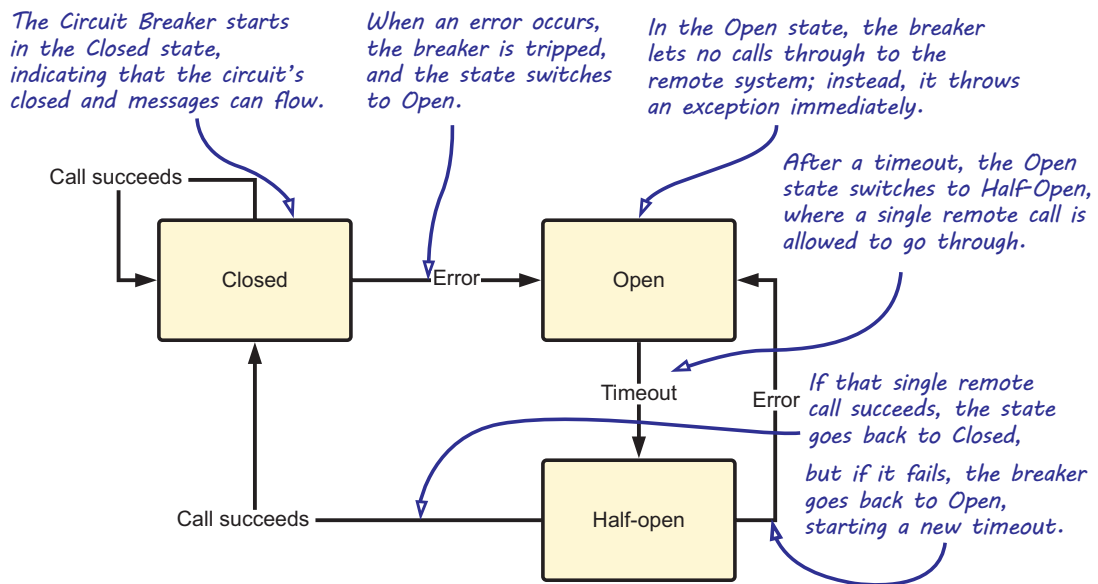 The Circuit Breaker starts
in the Closed state,
indicating that the circuit's
closed and messages can flow.
When an error occurs,
the breaker is tripped,
and the state switches
to Open.
In the Open state, the breaker
lets no calls through to the
remote system; instead, it throws
an exception immediately.
After a timeout, the Open
state switches to Half-Open,
where a single remote call is
allowed to go through.
Call succeeds
Closed
Error
Open
Timeout
Error
If that single remote
call succeeds, the state
goes back to Closed,
but if it fails, the breaker
goes back to Open,
starting a new timeout.
Call succeeds
Half-open